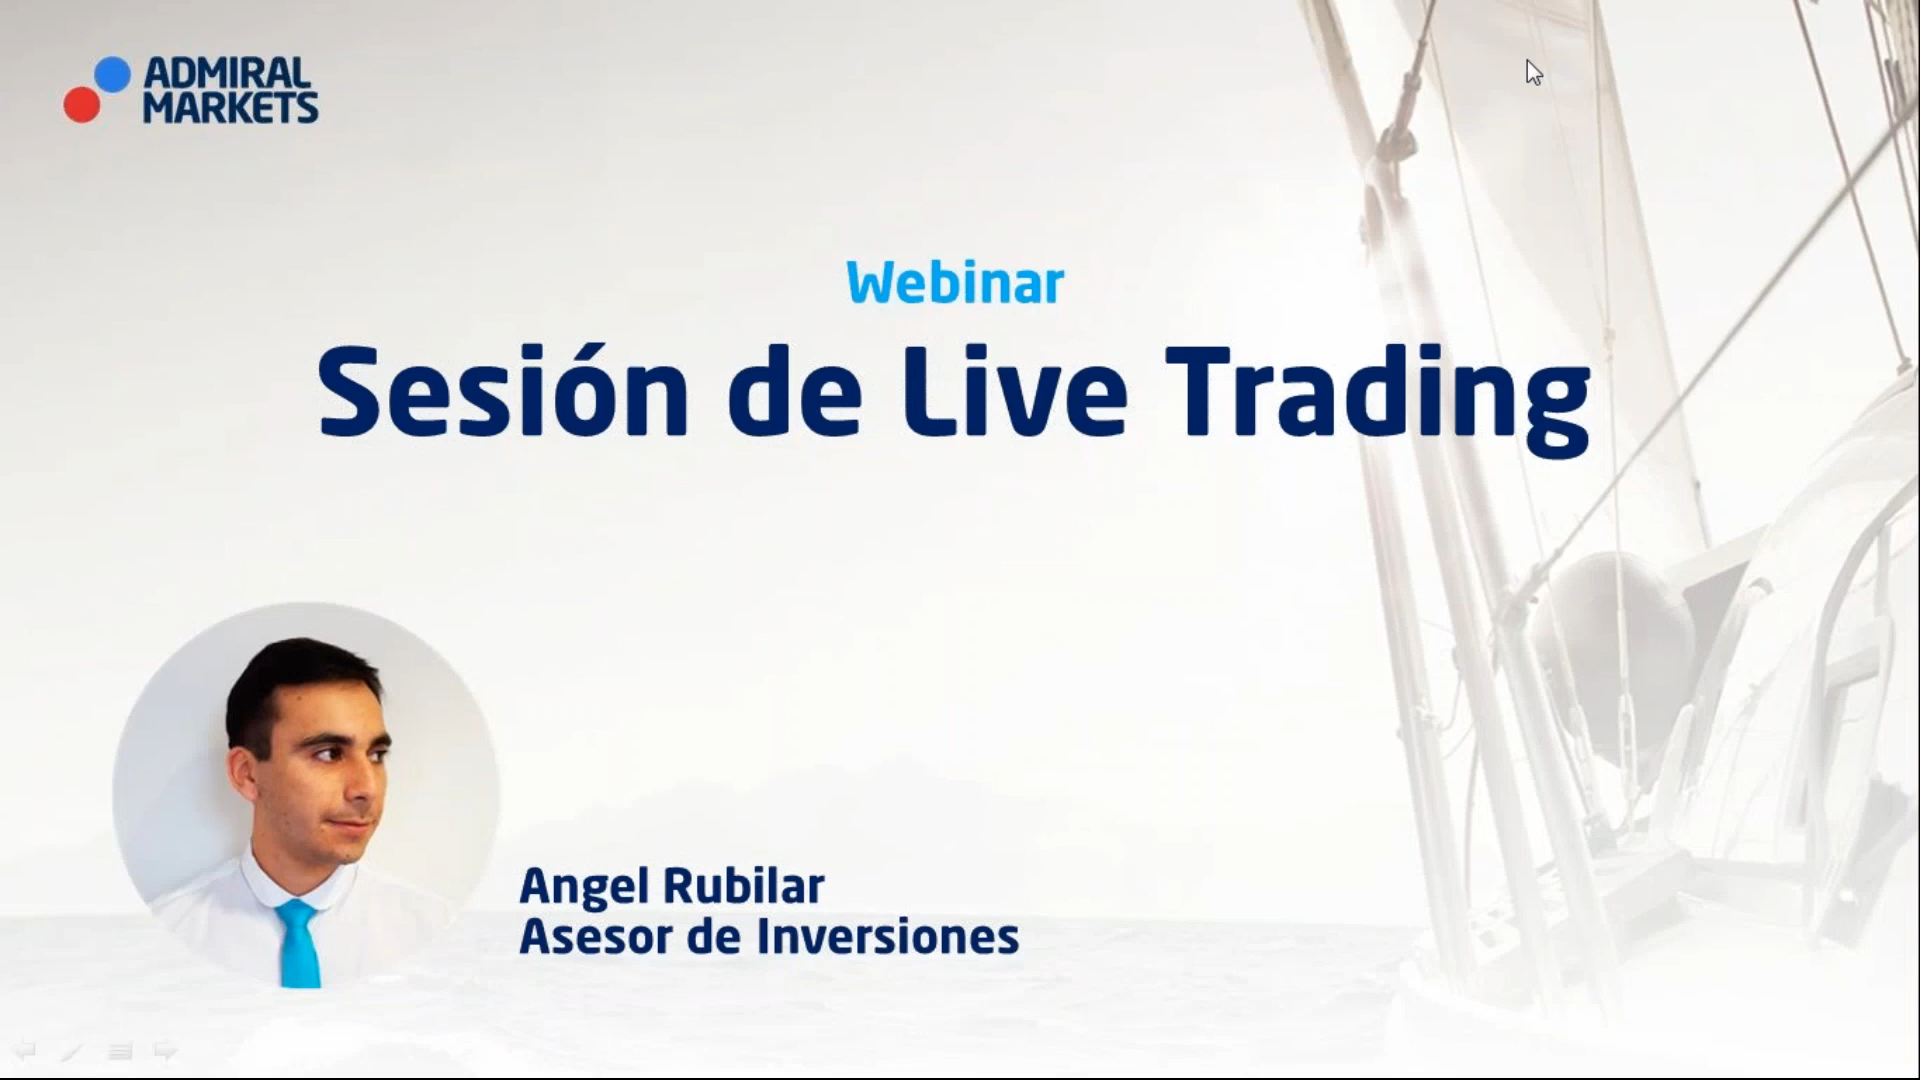 ADMIRAL
MARKETS
Webinar
Sesión de Live Trading
Angel Rubilar
Asesor de Inversiones